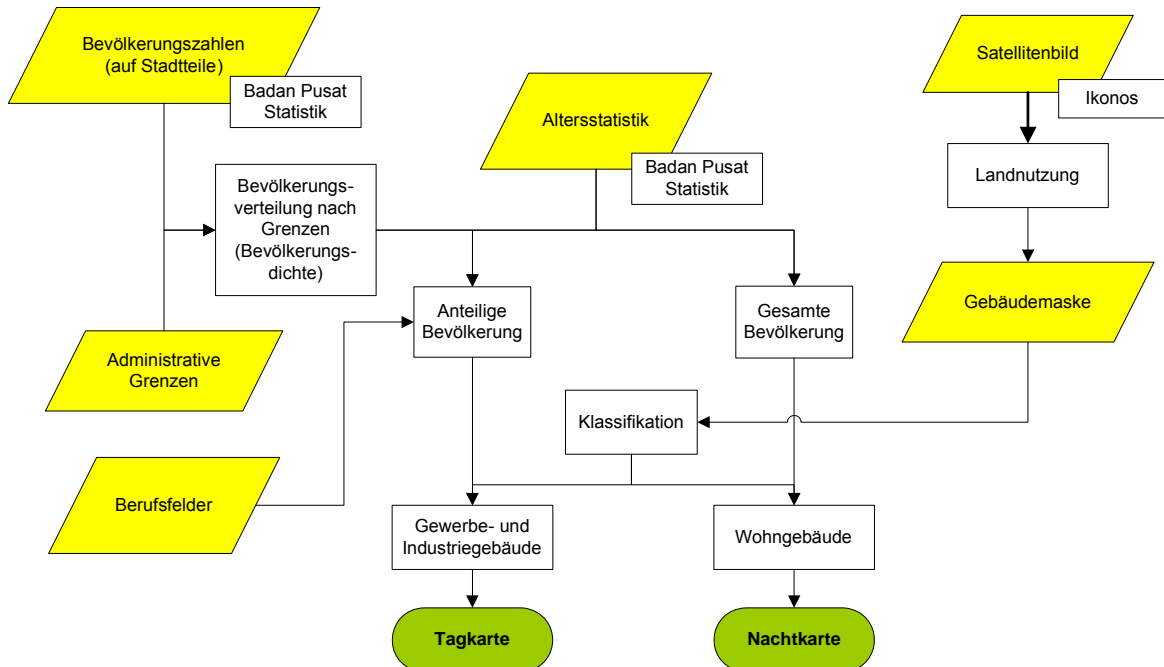 Bevölkerungszahlen
(auf Stadtteile)
Badan Pusat
Statistik
Altersstatistik
Badan Pusat
Statistik
Satellitenbild
Ikonos
Landnutzung
Bevölkerungs-
verteilung nach
Grenzen
(Bevölkerungs-
dichte)
Anteilige
Bevölkerung
Gesamte
Bevölkerung
Gebäudemaske
Administrative
Grenzen
Klassifikation
Berufsfelder
Gewerbe- und
Industriegebäude
Wohngebäude
Tagkarte
Nachtkarte